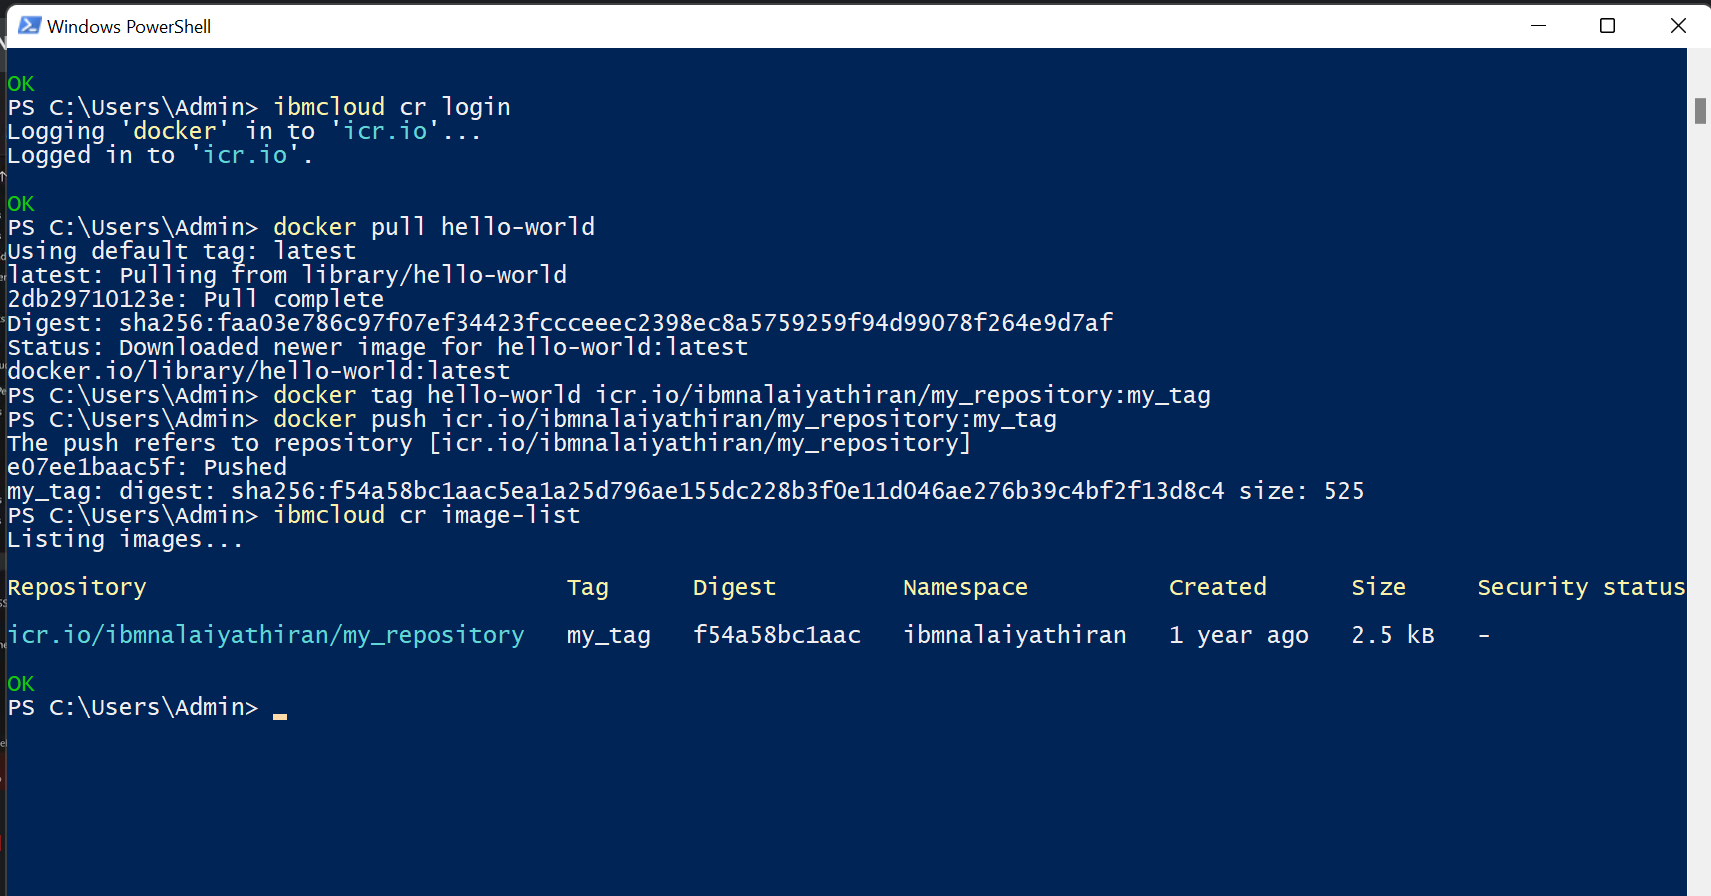 Windows PowerShell
OK
PS C:\Users\Admin> ibmcloud cr login
Logging 'docker' in to 'icr.io'...
Logged in to 'icr.io'.
OK
PS C:\Users\Admin> docker pull hello-world
Using default tag: latest
latest: Pulling from library/hello-world
2db29710123e: Pull complete
Digest: sha256:faa03e786c97f07ef34423fccceeec2398ec8a5759259f94d99078f264e9d7af
Status: Downloaded newer image for hello-world:latest
docker.io/library/hello-world:latest
PS C:\Users\Admin> docker tag hello-world icr.io/ibmnalaiyathiran/my_repository:my_tag
PS C:\Users\Admin> docker push icr.io/ibmnalaiyathiran/my_repository:my_tag
The push refers to repository [icr.io/ibmnalaiyathiran/my_repository]
e07ee1baac5f: Pushed
my_tag: digest: sha256:f54a58bc1aac5ea1a25d796ae155dc228b3f0e11d046ae276b39c4bf2f13d8c4 size: 525
PS C:\Users\Admin> ibmcloud cr image-list
Listing images...
Repository Tag Digest Namespace Created Size Security status
icr.io/ibmnalaiyathiran/my_repository my_tag f54a58bc1aac ibmnalaiyathiran 1 year ago 2.5 kB -
OK
PS C:\Users\Admin>